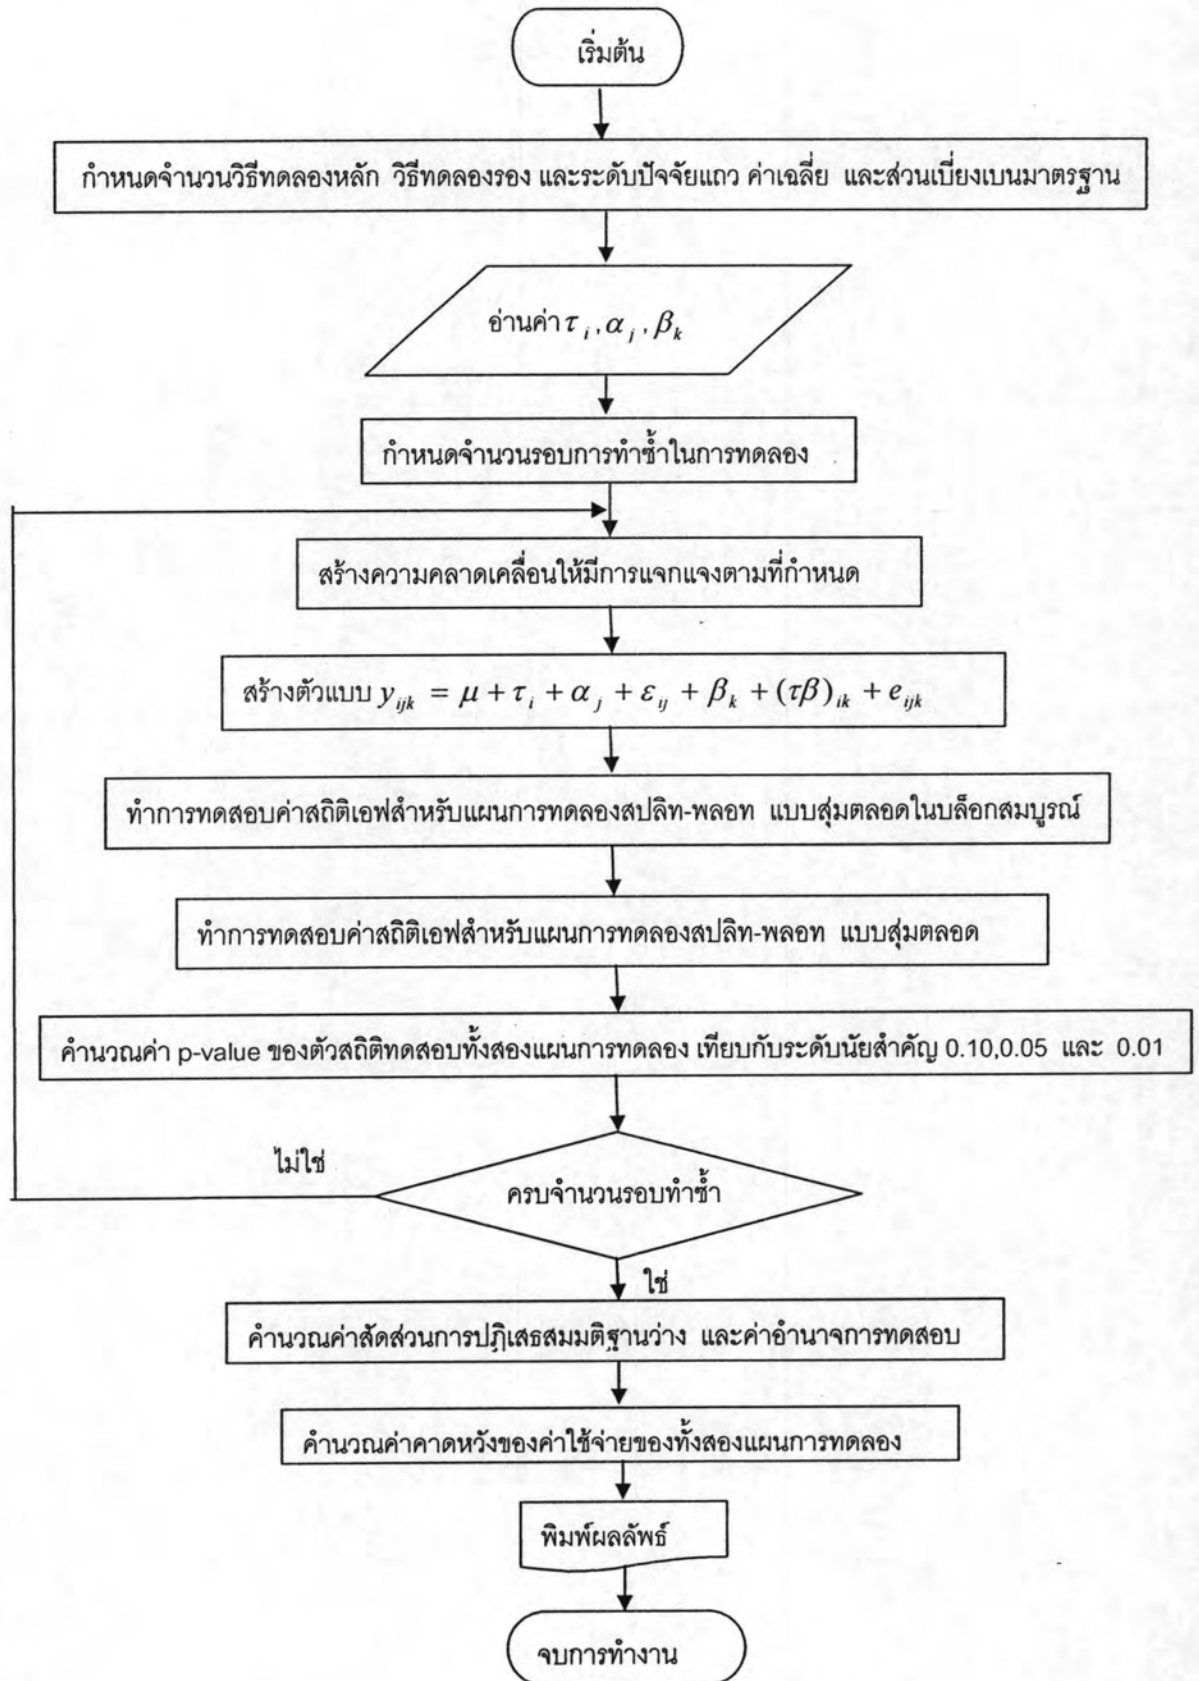 เริ่มต้น
กำหนดจำนวนวิธีทดลองหลัก วิธีทดลองรอง และระดับปัจจัยแถว ค่าเฉลี่ย และส่วนเบี่ยงเบนมาตรฐาน
อ่านค่า τ_i, α_j, β_k
กำหนดจำนวนรอบการทำซ้ำในการทดลอง
สร้างความคลาดเคลื่อนให้มีการแจกแจงตามที่กำหนด
สร้างตัวแบบ y_{ijk} = μ + τ_i + α_j + ε_{ij} + β_k + (τβ)_{ik} + e_{ijk}
ทำการทดสอบค่าสถิติเอฟสำหรับแผนการทดลองสปลิท-พลอท แบบสุ่มตลอดในบล็อกสมบูรณ์
ทำการทดสอบค่าสถิติเอฟสำหรับแผนการทดลองสปลิท-พลอท แบบสุ่มตลอด
คำนวณค่า p-value ของตัวสถิติทดสอบทั้งสองแผนการทดลอง เทียบกับระดับนัยสำคัญ 0.10,0.05 และ 0.01
ไม่ใช่
ครบจำนวนรอบทำซ้ำ
ใช่
คำนวณค่าสัดส่วนการปฏิเสธสมมติฐานว่าง และค่าอำนาจการทดสอบ
คำนวณค่าคาดหวังของค่าใช้จ่ายของทั้งสองแผนการทดลอง
พิมพ์ผลลัพธ์
จบการทำงาน